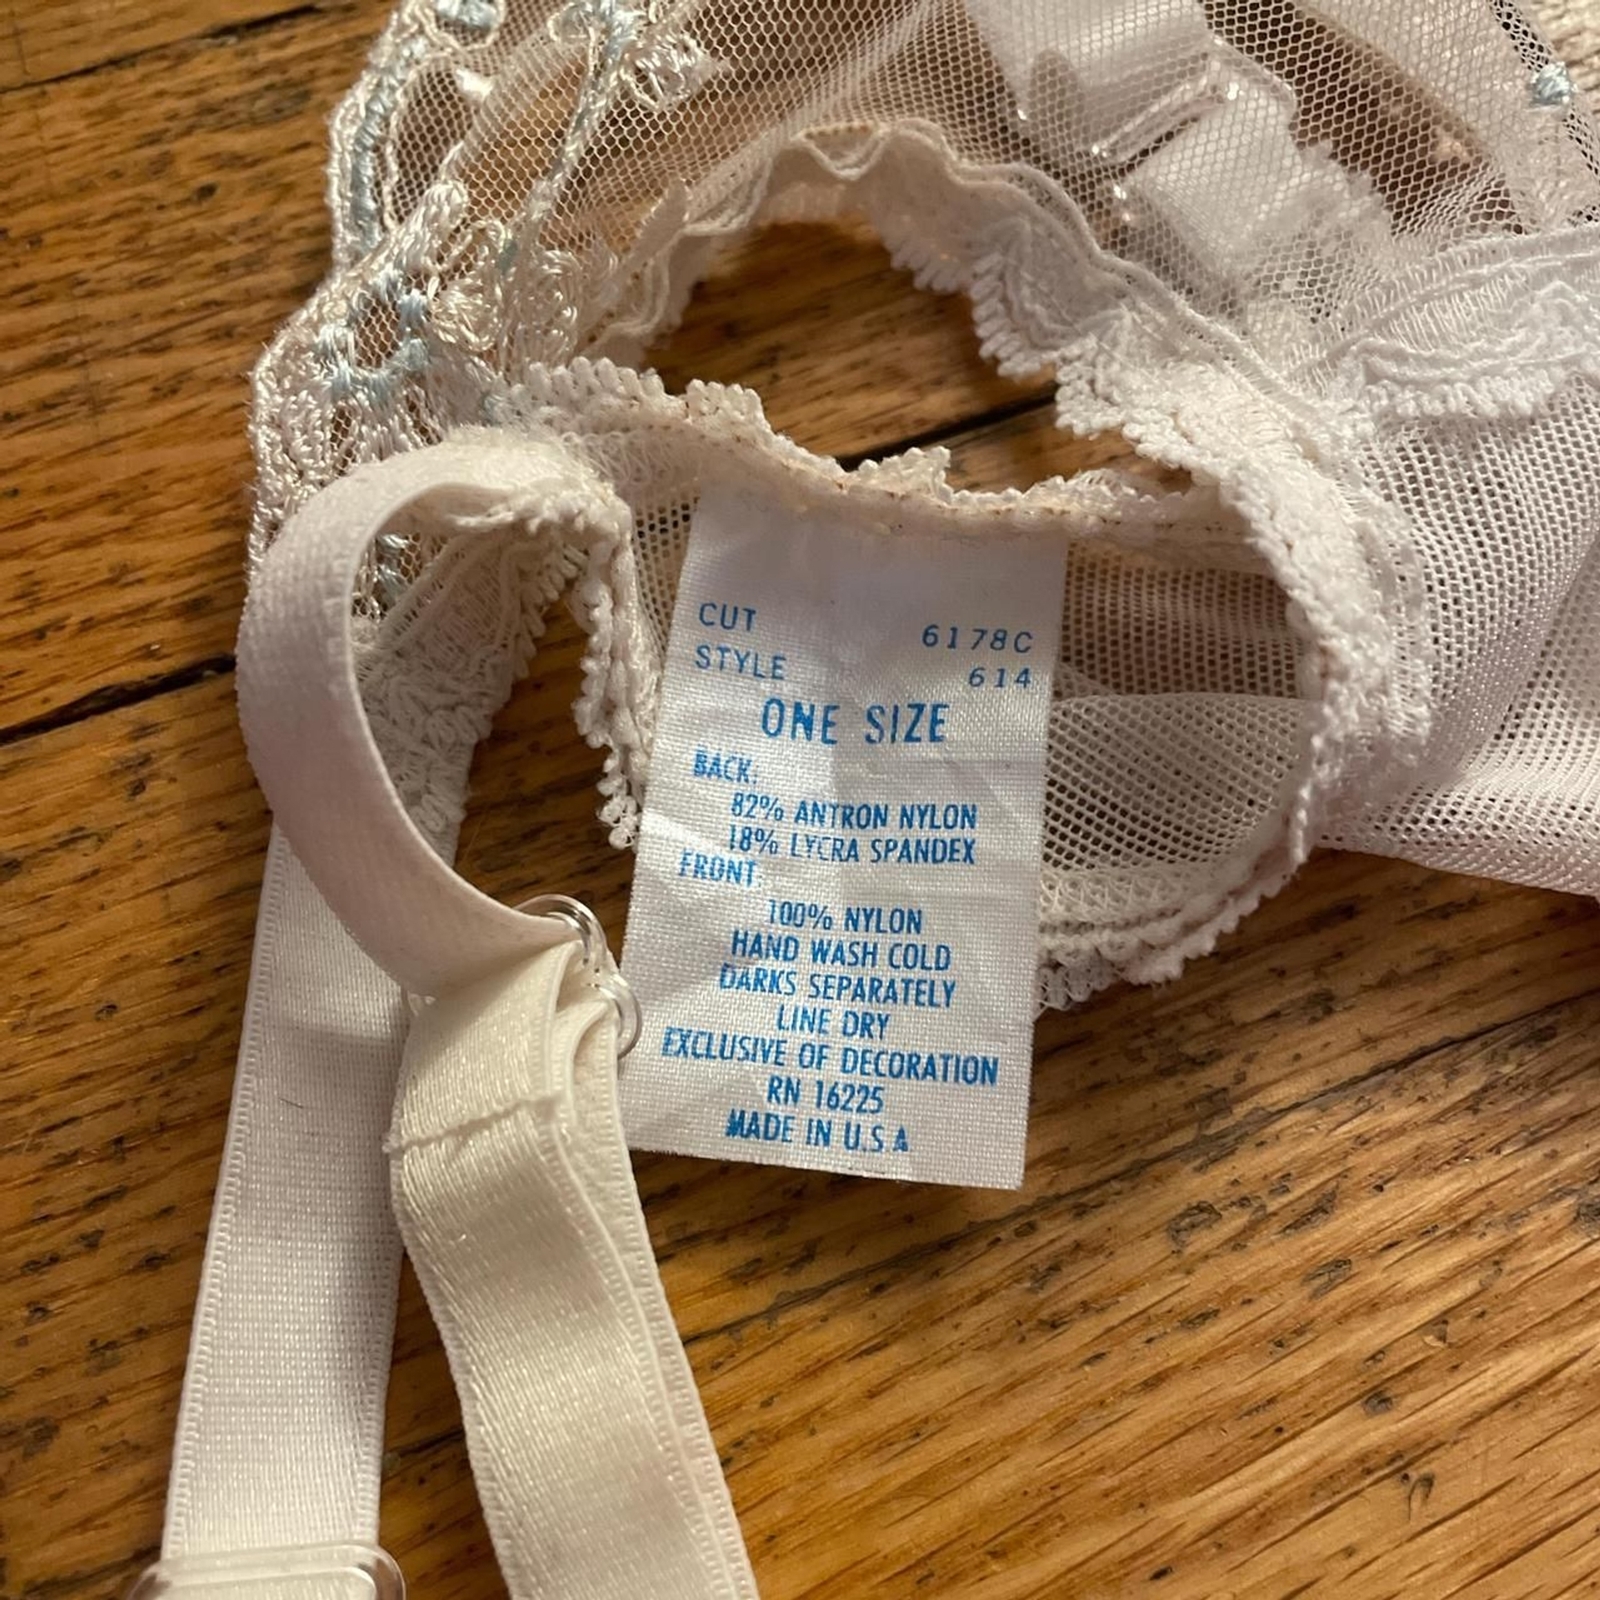 CUT 6178C
STYLE 614
ONE SIZE
BACK:
82% ANTRON NYLON
18% LYCRA SPANDEX
FRONT
100% NYLON
HAND WASH COLD
DARKS SEPARATELY
LINE DRY
EXCLUSIVE OF DECORATION
RN 16225
MADE IN U.S.A